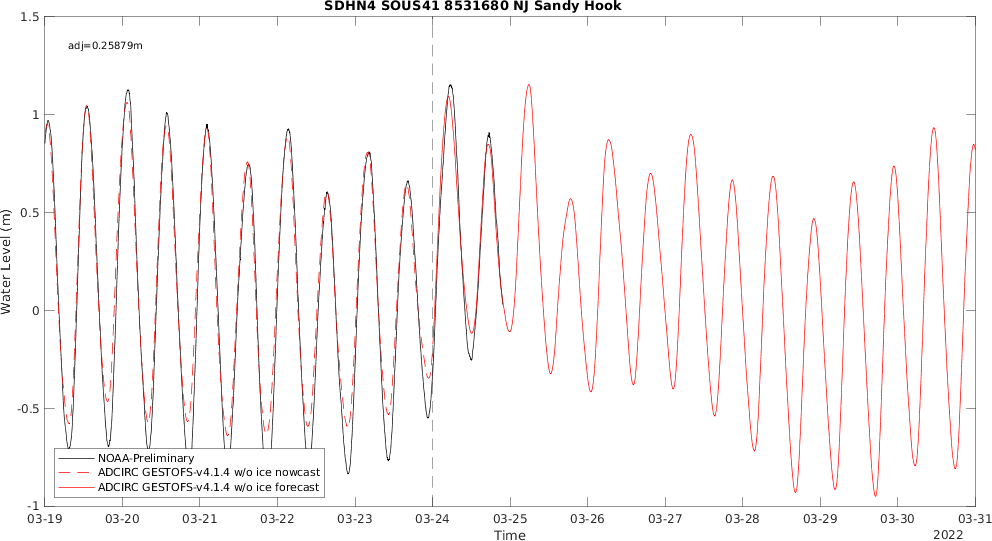 SDHN4 SOUS41 8531680 NJ Sandy Hook
adj=0.25879m
1.5
1
0.5
0
-0.5
-1
Water Level (m)
NOAA-Preliminary
ADCIRC GESTOFS-v4.1.4 w/o ice nowcast
ADCIRC GESTOFS-v4.1.4 w/o ice forecast
03-19 03-20 03-21 03-22 03-23 03-24 03-25 03-26 03-27 03-28 03-29 03-30 03-31
Time
2022